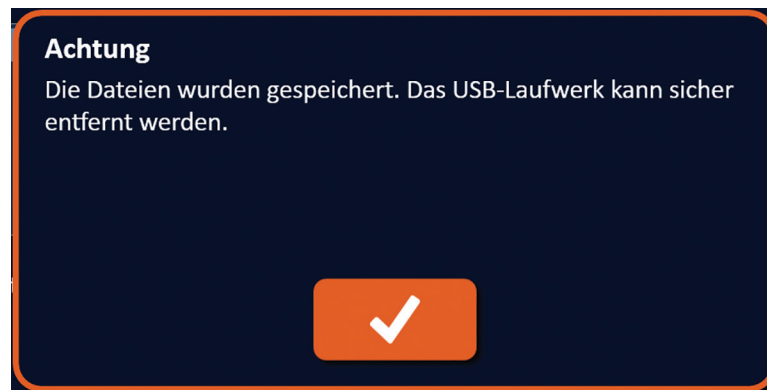 Achtung
Die Dateien wurden gespeichert. Das USB-Laufwerk kann sicher
entfernt werden.